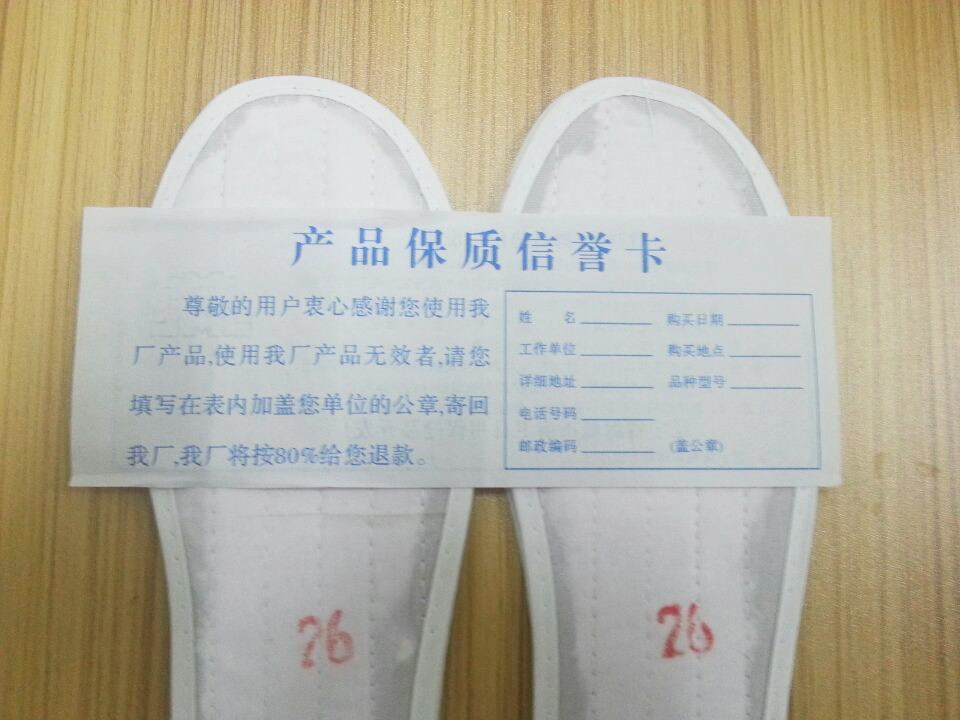 产品保质信誉卡
尊敬的用户衷心感谢您使用我
厂产品,使用我厂产品无效者,请您
填写在表内加盖您单位的公章,寄回
我厂,我厂将按80%给您退款。
姓 名 购买日期
工作单位 购买地点
详细地址 品种型号
电话号码
邮政编码 (盖公章)
26 26